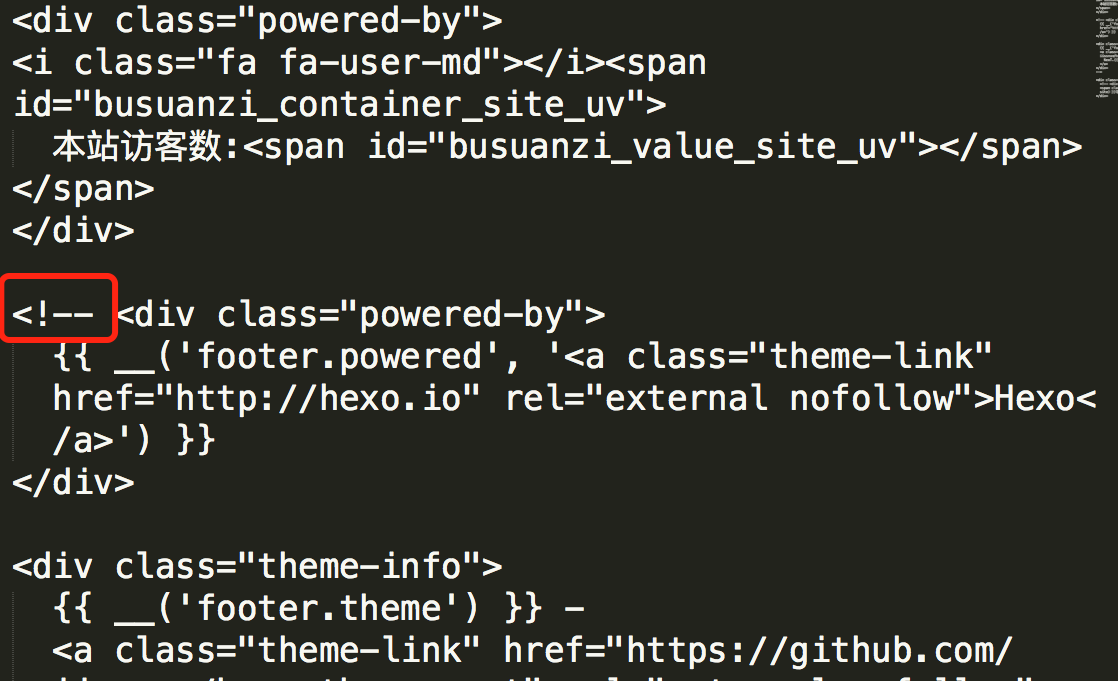 <div class="powered-by">
<i class="fa fa-user-md"></i><span
id="busuanzi_container_site_uv">
本站访客数:<span id="busuanzi_value_site_uv"></span>
</span>
</div>
<!-- <div class="powered-by">
{{ __('footer.powered', '<a class="theme-link"
href="http://hexo.io" rel="external nofollow">Hexo<
/a>') }}
</div>
<div class="theme-info">
{{ __('footer.theme') }} -
<a class="theme-link" href="https://github.com/